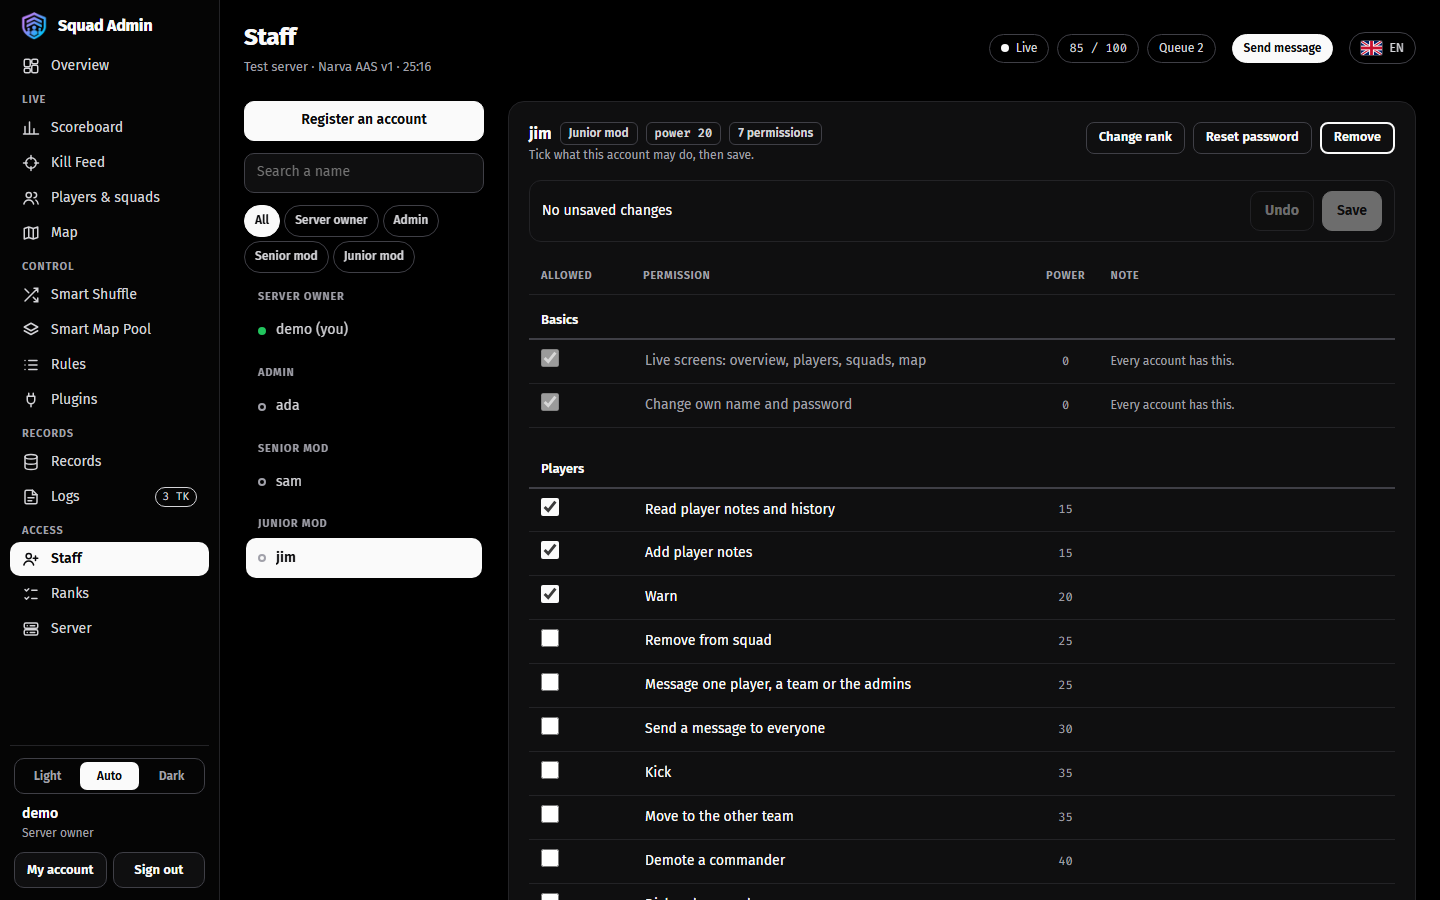 Squad Admin
Overview
LIVE
Scoreboard
Kill Feed
Players & squads
Map
CONTROL
Smart Shuffle
Smart Map Pool
Rules
Plugins
RECORDS
Records
Logs 3 TK
ACCESS
Staff
Ranks
Server
Light Auto Dark
demo
Server owner
My account Sign out
Staff
Test server · Narva AAS v1 · 25:16
Live 85 / 100 Queue 2 Send message EN
Register an account
Search a name
All Server owner Admin
Senior mod Junior mod
SERVER OWNER
demo (you)
ADMIN
ada
SENIOR MOD
sam
JUNIOR MOD
jim
jim Junior mod power 20 7 permissions
Tick what this account may do, then save.
Change rank Reset password Remove
No unsaved changes Undo Save
ALLOWED PERMISSION POWER NOTE
Basics
Live screens: overview, players, squads, map 0 Every account has this.
Change own name and password 0 Every account has this.
Players
Read player notes and history 15
Add player notes 15
Warn 20
Remove from squad 25
Message one player, a team or the admins 25
Send a message to everyone 30
Kick 35
Move to the other team 35
Demote a commander 40